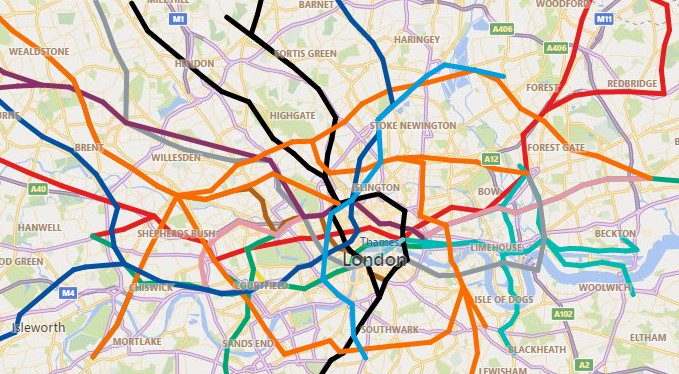 MILL HILL
BARNET
WOODFORD
M1
M11
A406
HARINGEY
A406
WEALDSTONE
FORTIS GREEN
HENDON
FOREST
REDBRIDGE
HIGHGATE
STOKE NEWINGTON
BRENT
FOREST GATE
WILLESDEN
A12
A40
ISLINGTON
BOW
HANWELL
SHEPHERDS BUSH
Thames
BECKTON
LIMEHOUSE
London
OD GREEN
M4
CHISWICK
COURTFIELD
WOOLWICH
ISLE OF DOGS
A102
Isleworth
SOUTHWARK
MORTLAKE
SANDS END
ELTHAM
BLACKHEATH
A2
LEWISHAM